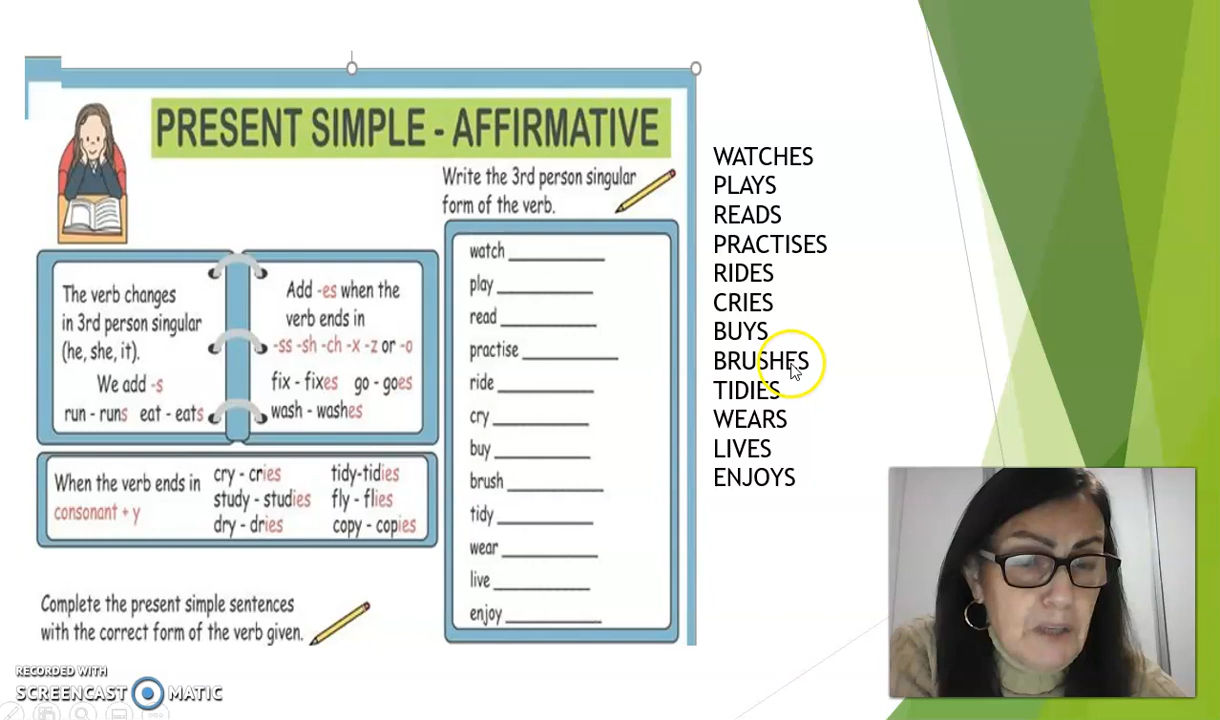 PRESENT SIMPLE - AFFIRMATIVE
The verb changes
in 3rd person singular
(he, she, it).
We add -s
run - runs eat - eats
Add -es when the
verb ends in
-ss -sh -ch -x -z or -o
fix - fixes go - goes
wash - washes
When the verb ends in
consonant + y
cry - cries tidy-tidies
study - studies fly - flies
dry - dries copy - copies
Complete the present simple sentences
with the correct form of the verb given.
Write the 3rd person singular
form of the verb.
watch
play
read
practise
ride
cry
buy
brush
tidy
wear
live
enjoy
WATCHES
PLAYS
READS
PRACTISES
RIDES
CRIES
BUYS
BRUSHES
TIDIES
WEARS
LIVES
ENJOYS
RECORDED WITH
SCREENCAST MATIC